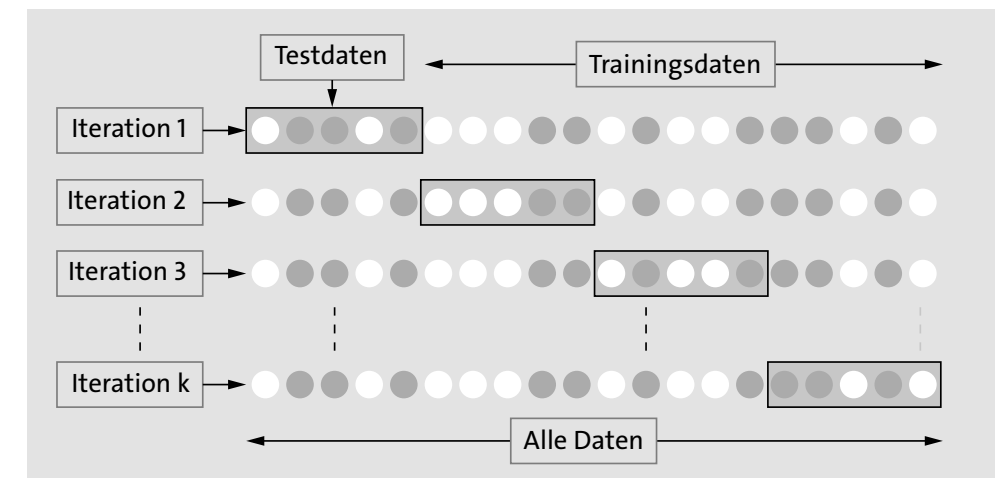 Testdaten
Trainingsdaten
Iteration 1
Iteration 2
Iteration 3
Iteration k
Alle Daten